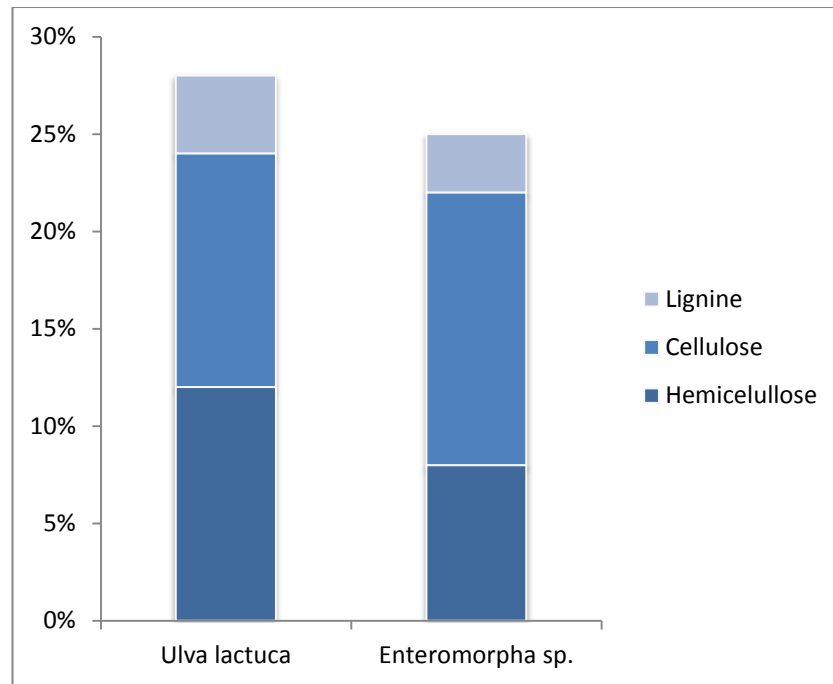 30%
25%
20%
15%
10%
5%
0%
Ulva lactuca
Enteromorpha sp.
Lignine
Cellulose
Hemicelullose